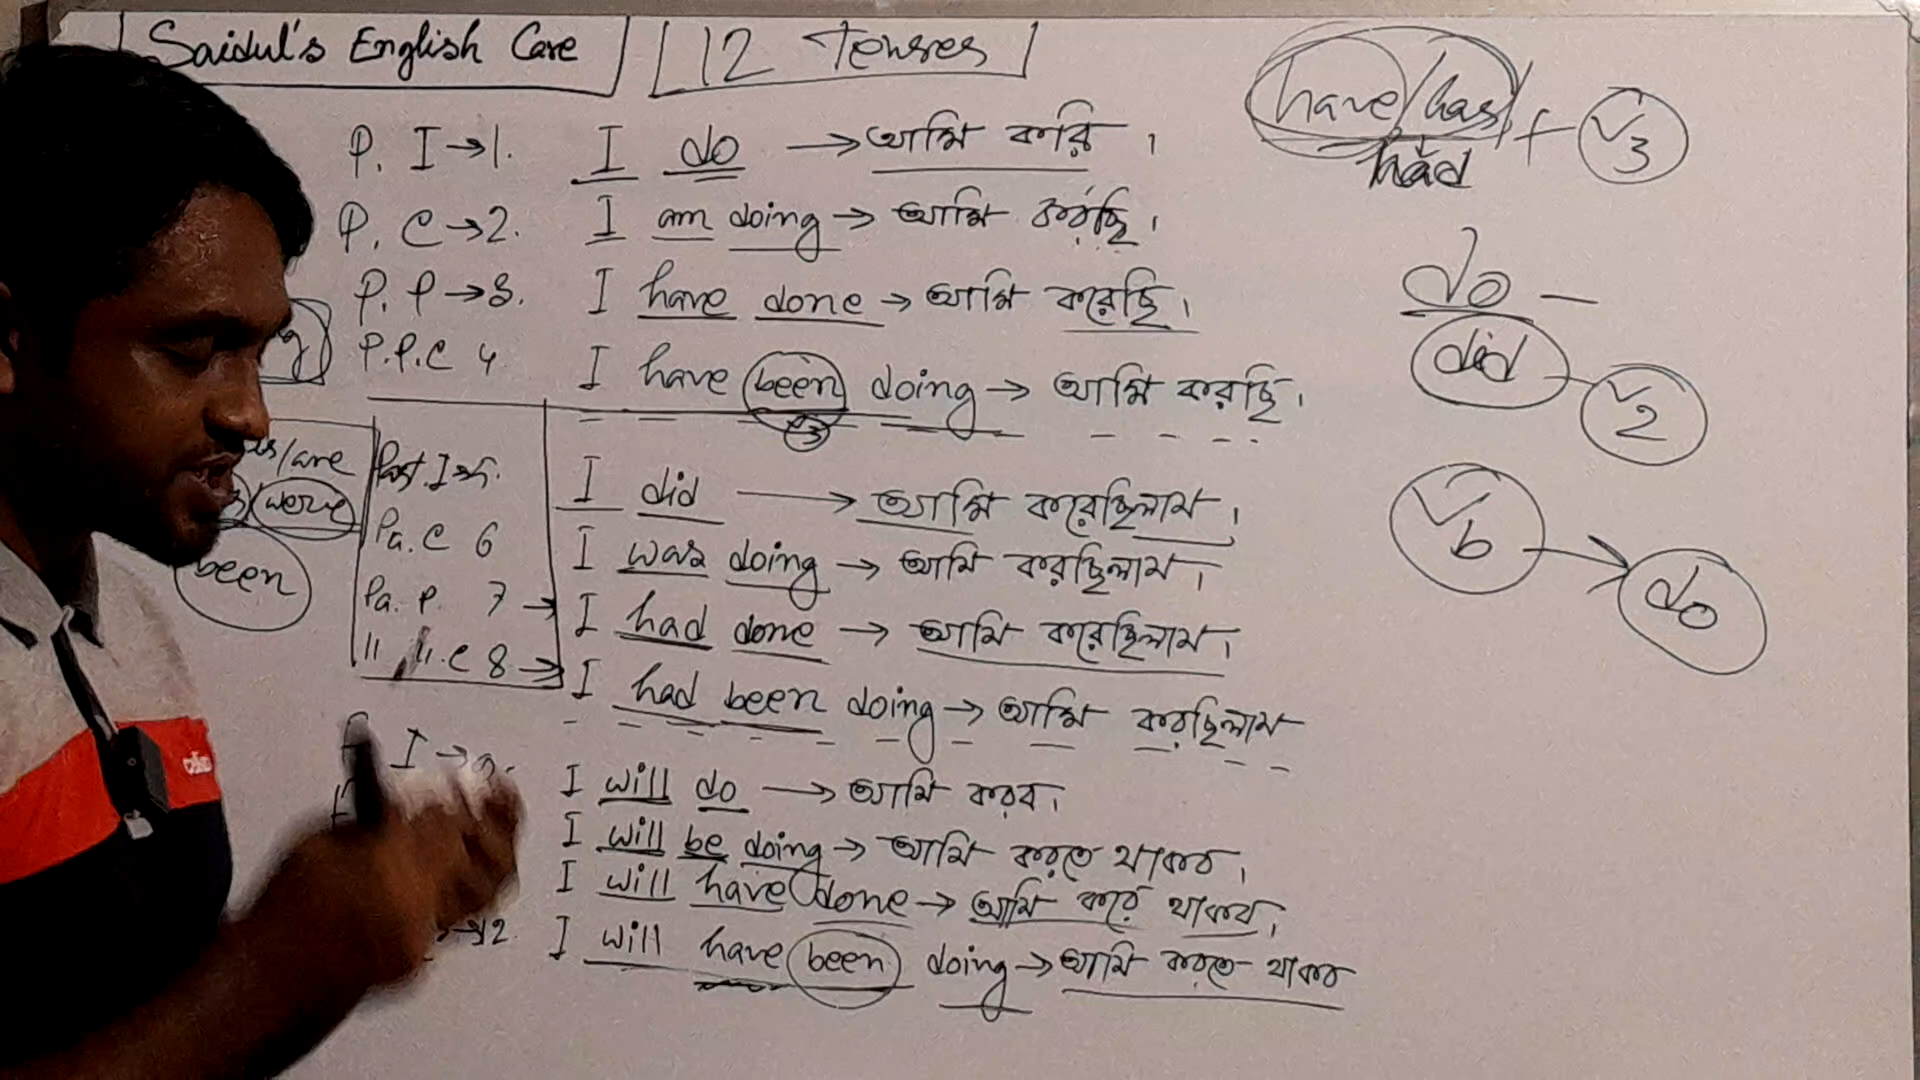 Saidul's English Care 12 Tenses
P. I → 1. I do → আমি করি ।
P. C → 2. I am doing → আমি করছি ।
P. P → 3. I have done → আমি করেছি ।
P.P.C 4 I have been doing → আমি করছি ।
V3
Past. I → 5. I did → আমি করেছিলাম ।
Pa. C 6 I was doing → আমি করছিলাম ।
Pa. P. 7 → I had done → আমি করেছিলাম ।
" ".C 8 → I had been doing → আমি করছিলাম
I → 9. I will do → আমি করব ।
I will be doing → আমি করতে থাকব ।
I will have done → আমি করে থাকব ।
→ 12. I will have been doing → আমি করতে থাকব
/are
were
been
have/has + V3
had
do —
did — V2
Vb → do